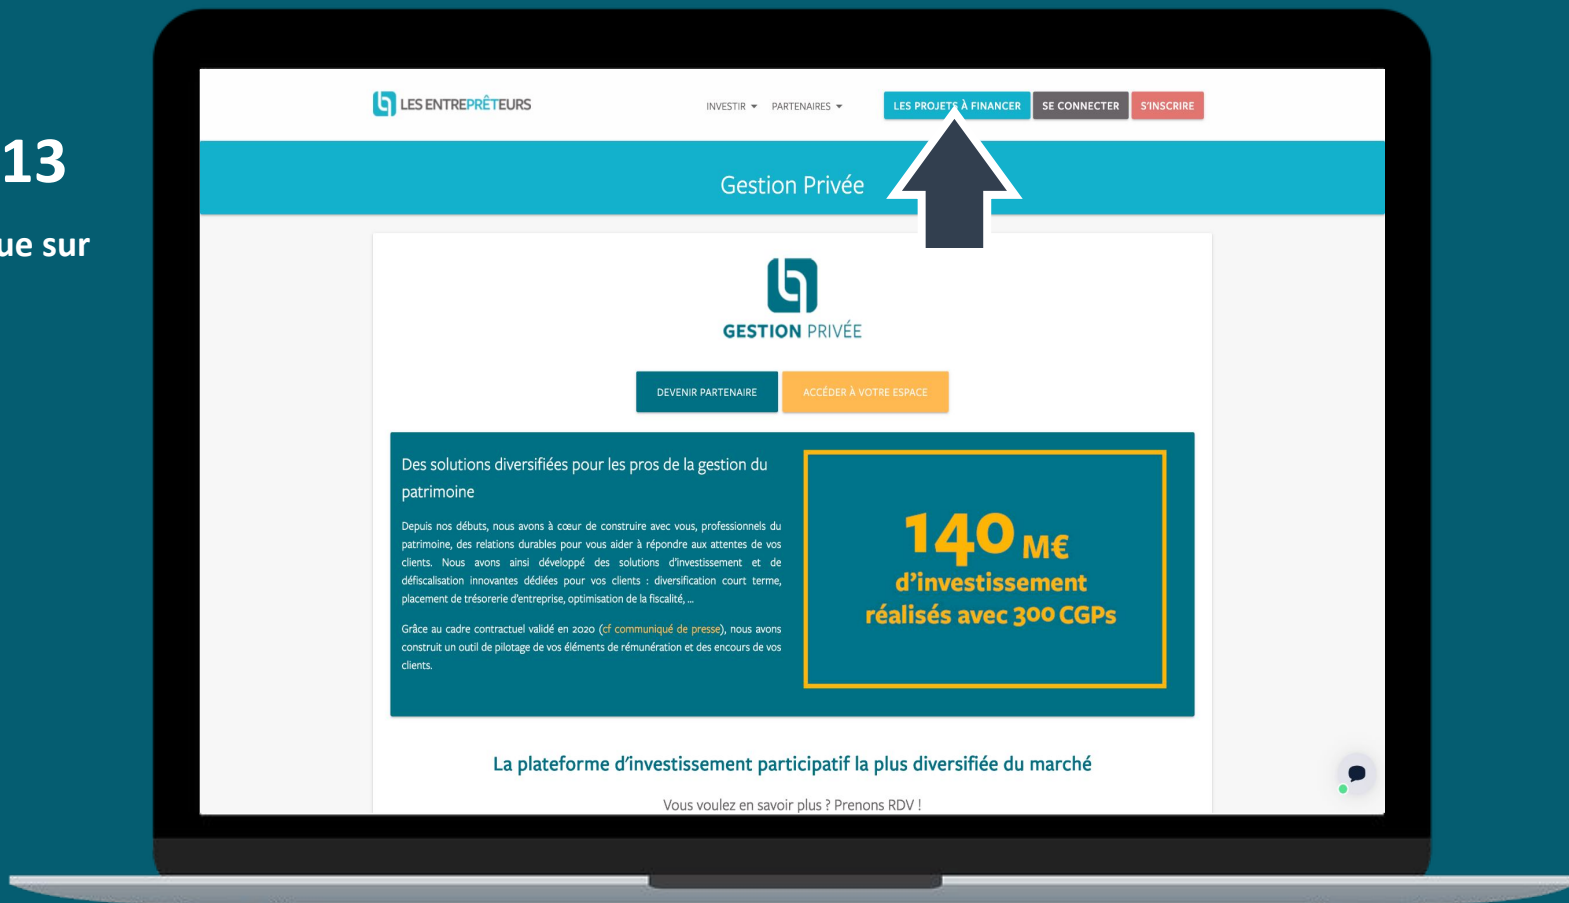 13
ue sur
LES ENTREPRÊTEURS
INVESTIR PARTENAIRES LES PROJETS À FINANCER SE CONNECTER S'INSCRIRE
Gestion Privée
GESTION PRIVÉE
DEVENIR PARTENAIRE ACCÉDER À VOTRE ESPACE
Des solutions diversifiées pour les pros de la gestion du
patrimoine
Depuis nos débuts, nous avons à cœur de construire avec vous, professionnels du
patrimoine, des relations durables pour vous aider à répondre aux attentes de vos
clients. Nous avons ainsi développé des solutions d'investissement et de
défiscalisation innovantes dédiées pour vos clients : diversification court terme,
placement de trésorerie d'entreprise, optimisation de la fiscalité, ...
Grâce au cadre contractuel validé en 2020 (cf communiqué de presse), nous avons
construit un outil de pilotage de vos éléments de rémunération et des encours de vos
clients.
140 M€
d'investissement
réalisés avec 300 CGPs
La plateforme d'investissement participatif la plus diversifiée du marché
Vous voulez en savoir plus ? Prenons RDV !